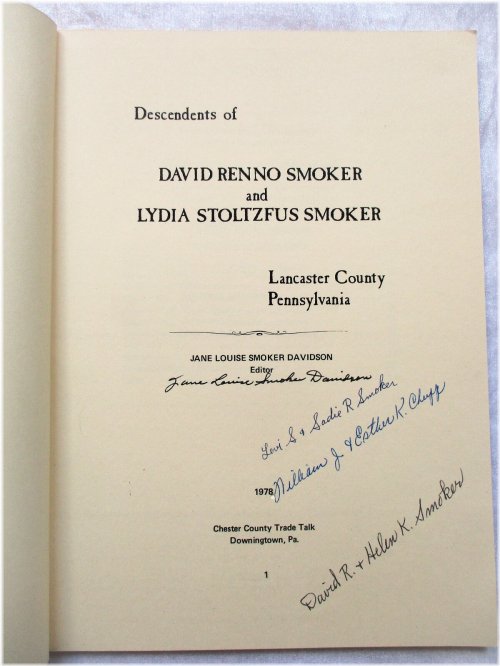 Descendents of
DAVID RENNO SMOKER
and
LYDIA STOLTZFUS SMOKER
Lancaster County
Pennsylvania
JANE LOUISE SMOKER DAVIDSON
Editor
Jane Louise Smoker Davidson
Levi S & Sadie R Smoker
William J. & Esther K. Clugg
1978
Chester County Trade Talk
Downingtown, Pa.
1
David R. + Helen K. Smoker